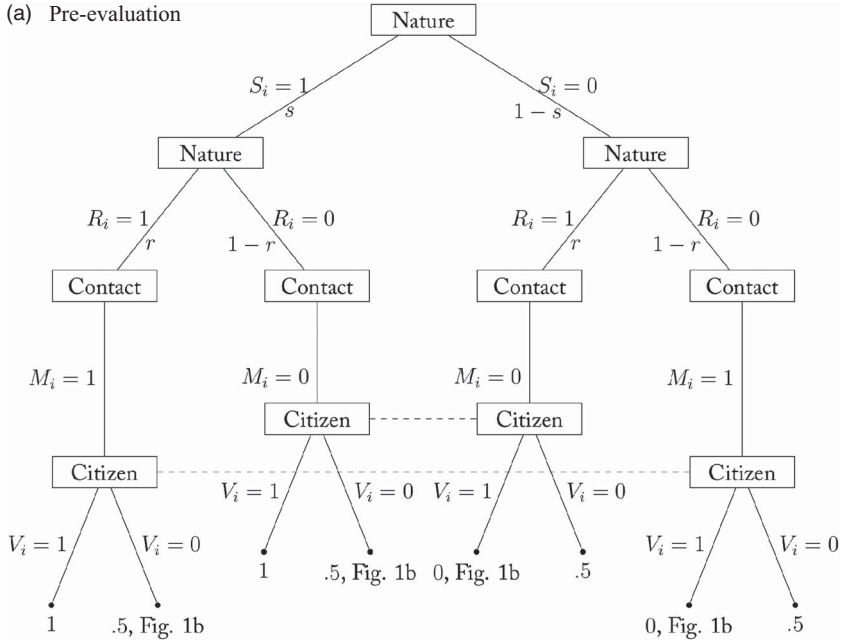 (a) Pre-evaluation
Nature
S_i = 1
s
S_i = 0
1 − s
Nature
Nature
R_i = 1
r
R_i = 0
1 − r
R_i = 1
r
R_i = 0
1 − r
Contact
Contact
Contact
Contact
M_i = 1
M_i = 0
M_i = 0
M_i = 1
Citizen
Citizen
Citizen
Citizen
V_i = 1
V_i = 0
V_i = 1
V_i = 0
V_i = 1
V_i = 0
V_i = 1
V_i = 0
1
.5, Fig. 1b
0, Fig. 1b
.5
1
.5, Fig. 1b
0, Fig. 1b
.5